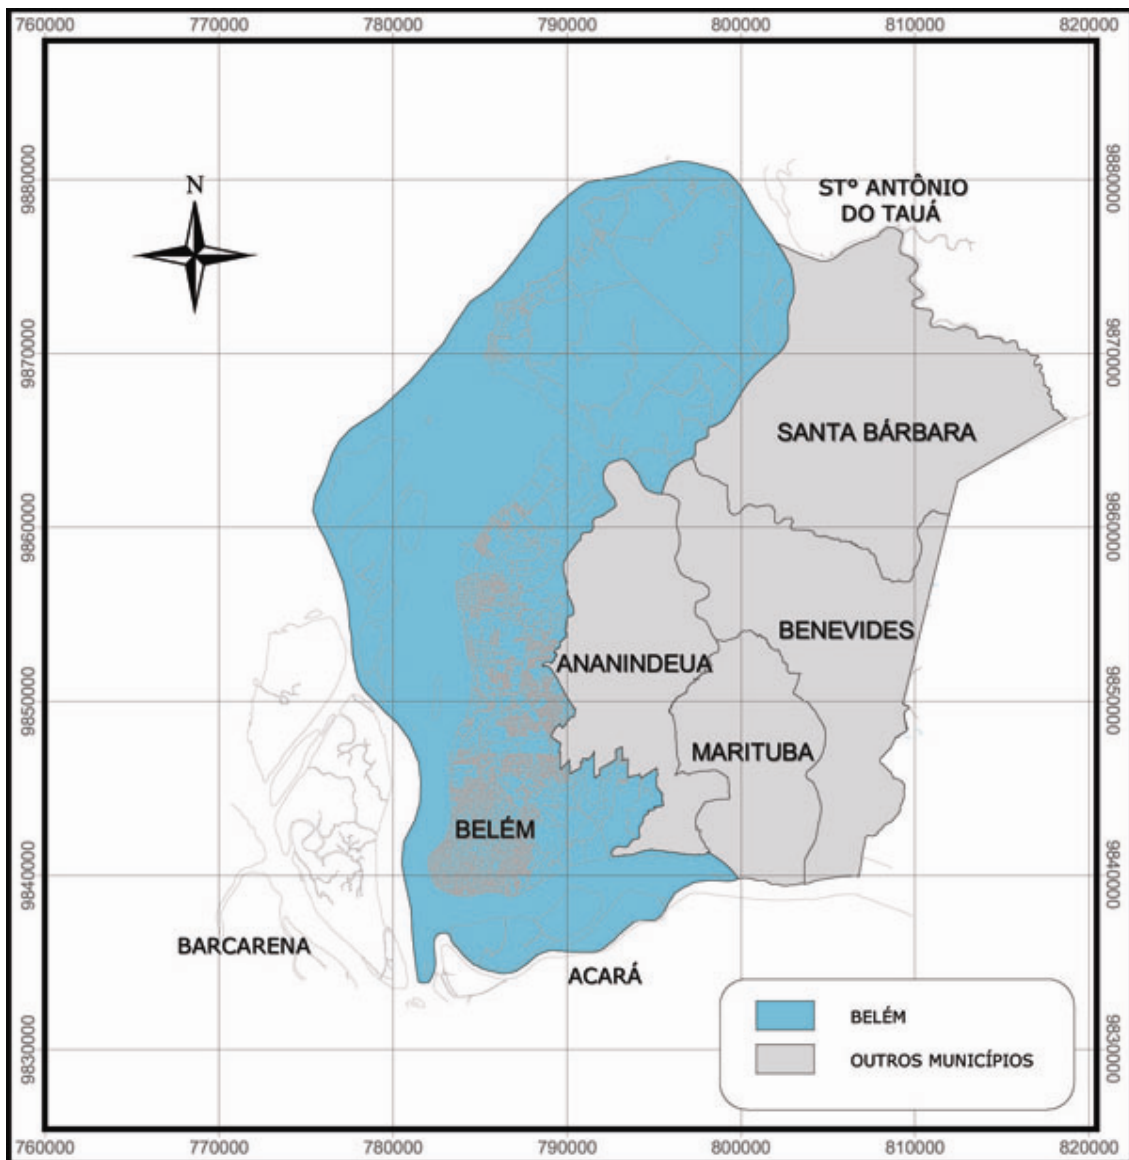 760000
770000
780000
790000
800000
810000
820000
N
9880000
9870000
9860000
9850000
9840000
9830000
STº ANTÔNIO
DO TAUÁ
SANTA BÁRBARA
BENEVIDES
ANANINDEUA
MARITUBA
BELÉM
BARCARENA
ACARÁ
9880000
9870000
9860000
9850000
9840000
9830000
BELÉM
OUTROS MUNICÍPIOS
760000
770000
780000
790000
800000
810000
820000